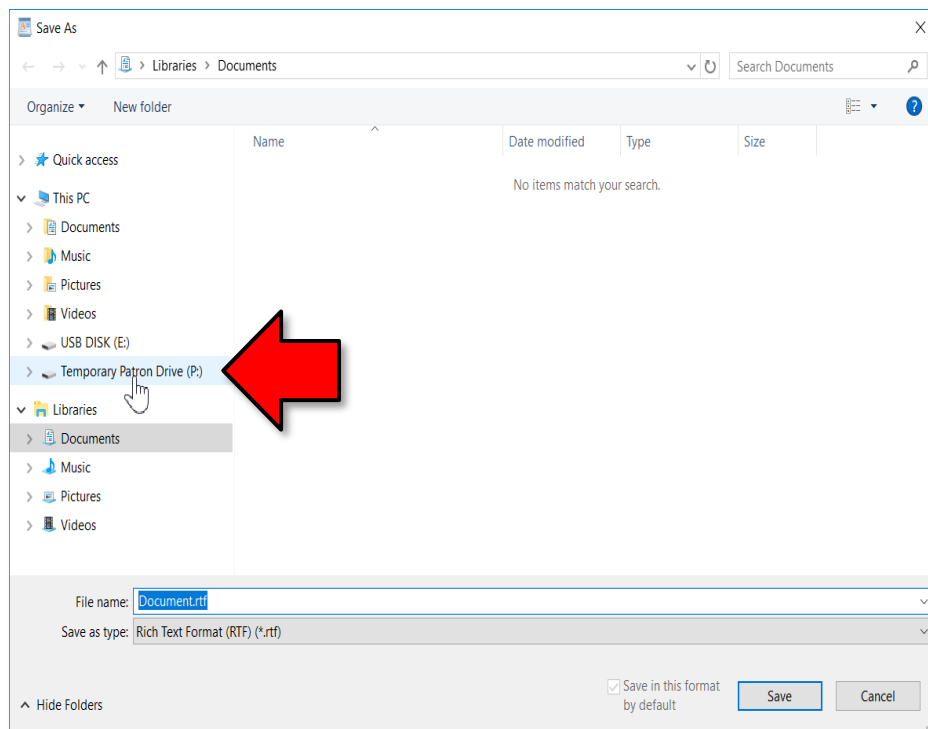 Save As
Libraries > Documents
Search Documents
Organize
New folder
?
Name
Date modified
Type
Size
No items match your search.
Quick access
This PC
Documents
Music
Pictures
Videos
USB DISK (E:)
Temporary Patron Drive (P:)
Libraries
Documents
Music
Pictures
Videos
File name: Document.rtf
Save as type: Rich Text Format (RTF) (*.rtf)
Save in this format
by default
Hide Folders
Save
Cancel